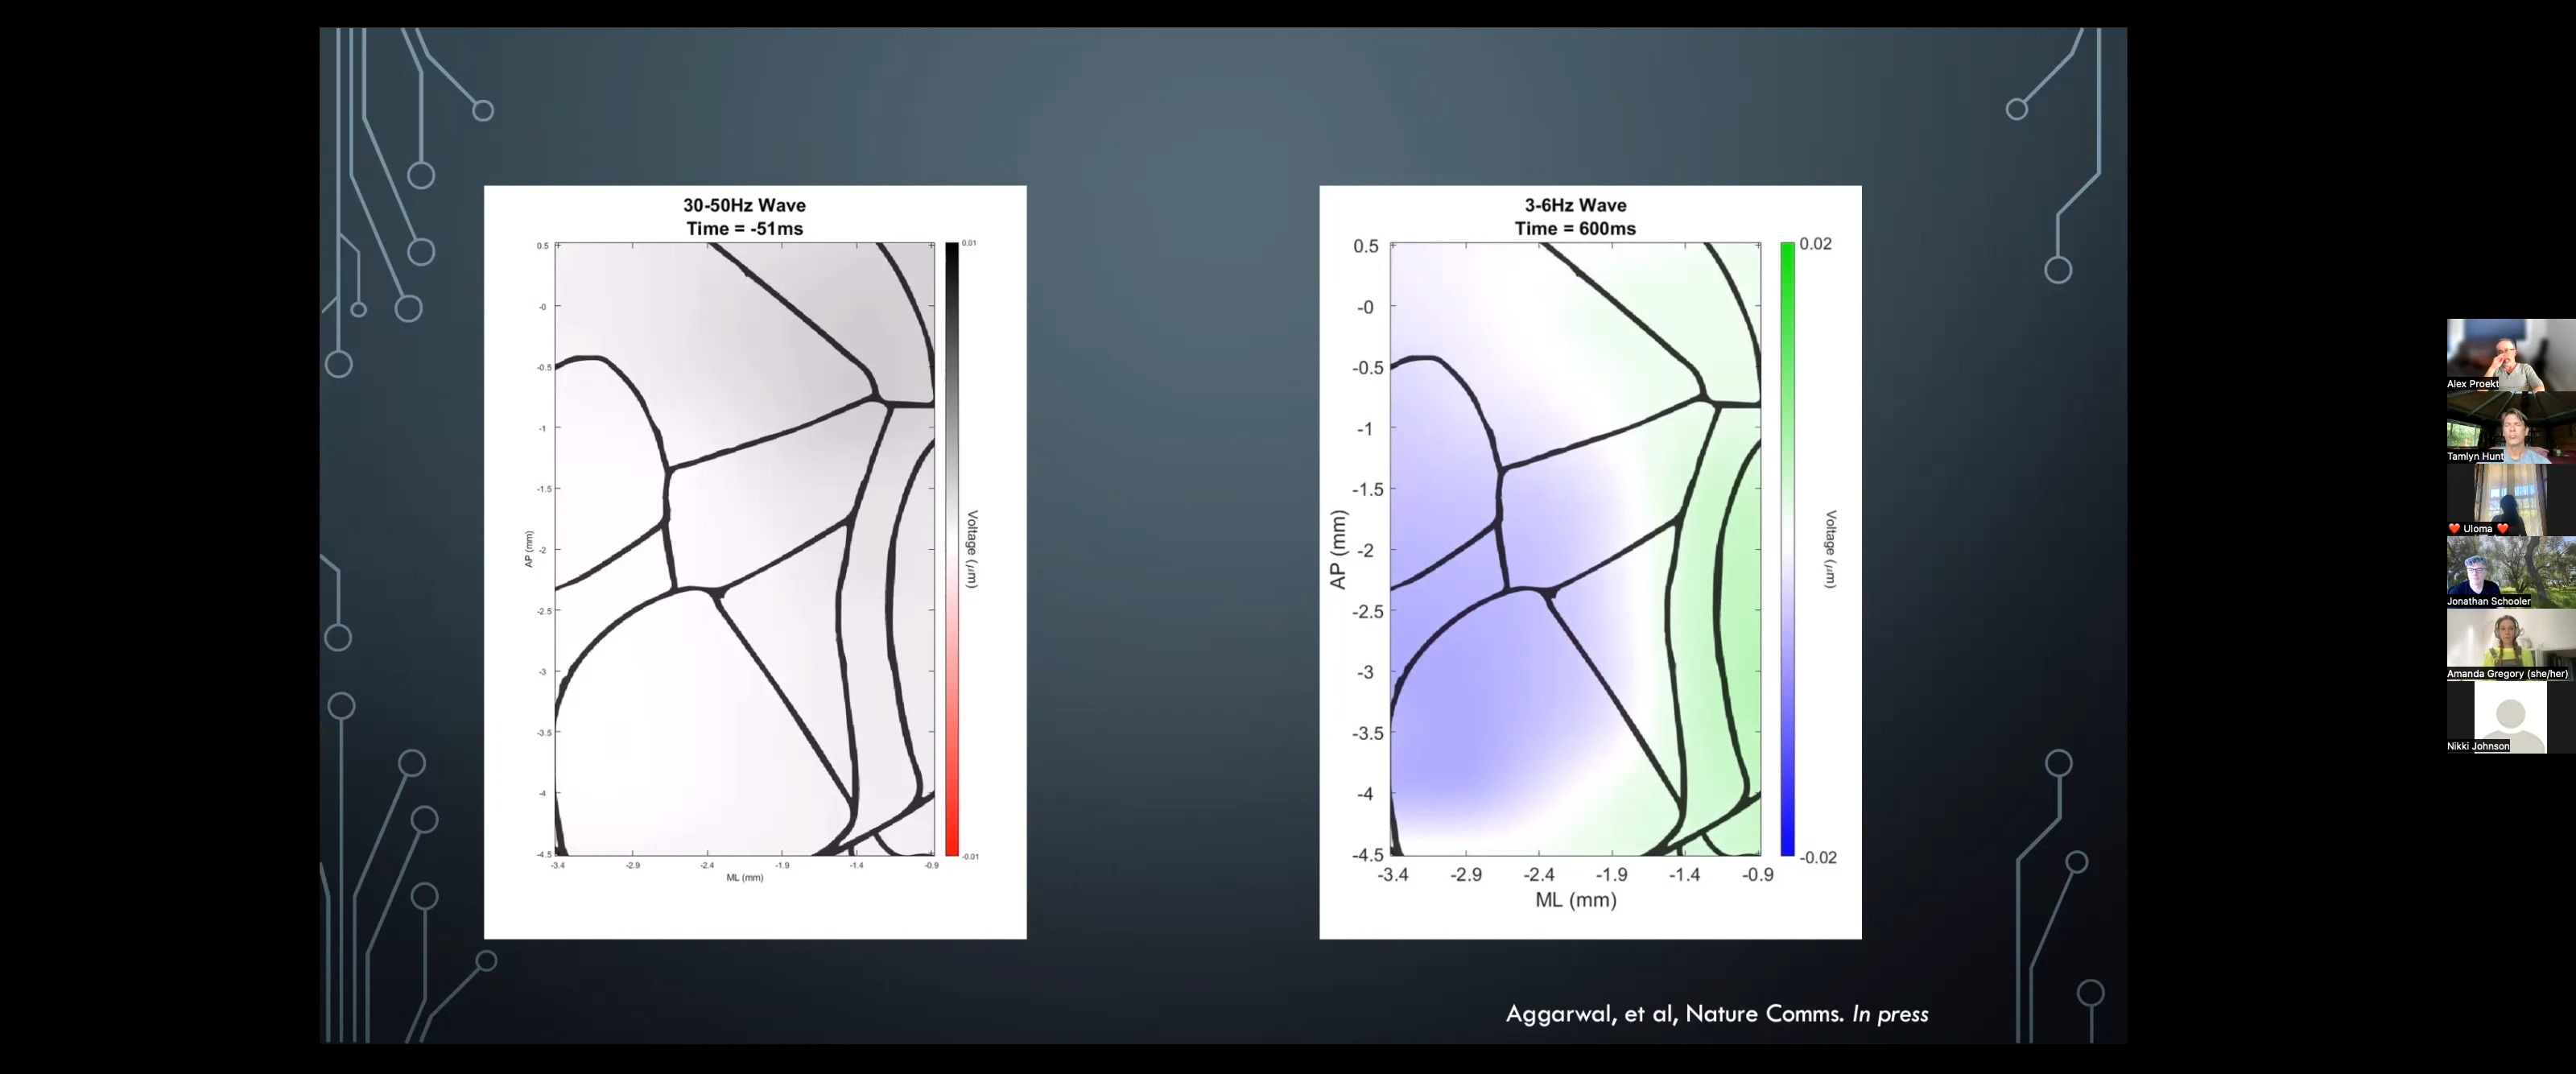 30-50Hz Wave
Time = -51ms
0.5
-0
-0.5
-1
-1.5
-2
-2.5
-3
-3.5
-4
-4.5
AP (mm)
-3.4 -2.9 -2.4 -1.9 -1.4 -0.9
ML (mm)
0.01
-0.01
Voltage (μm)
3-6Hz Wave
Time = 600ms
0.5
-0
-0.5
-1
-1.5
-2
-2.5
-3
-3.5
-4
-4.5
AP (mm)
-3.4 -2.9 -2.4 -1.9 -1.4 -0.9
ML (mm)
0.02
-0.02
Voltage (μm)
Aggarwal, et al, Nature Comms. In press
Alex Proekt
Tamlyn Hunt
❤️ Uloma ❤️
Jonathan Schooler
Amanda Gregory (she/her)
Nikki Johnson